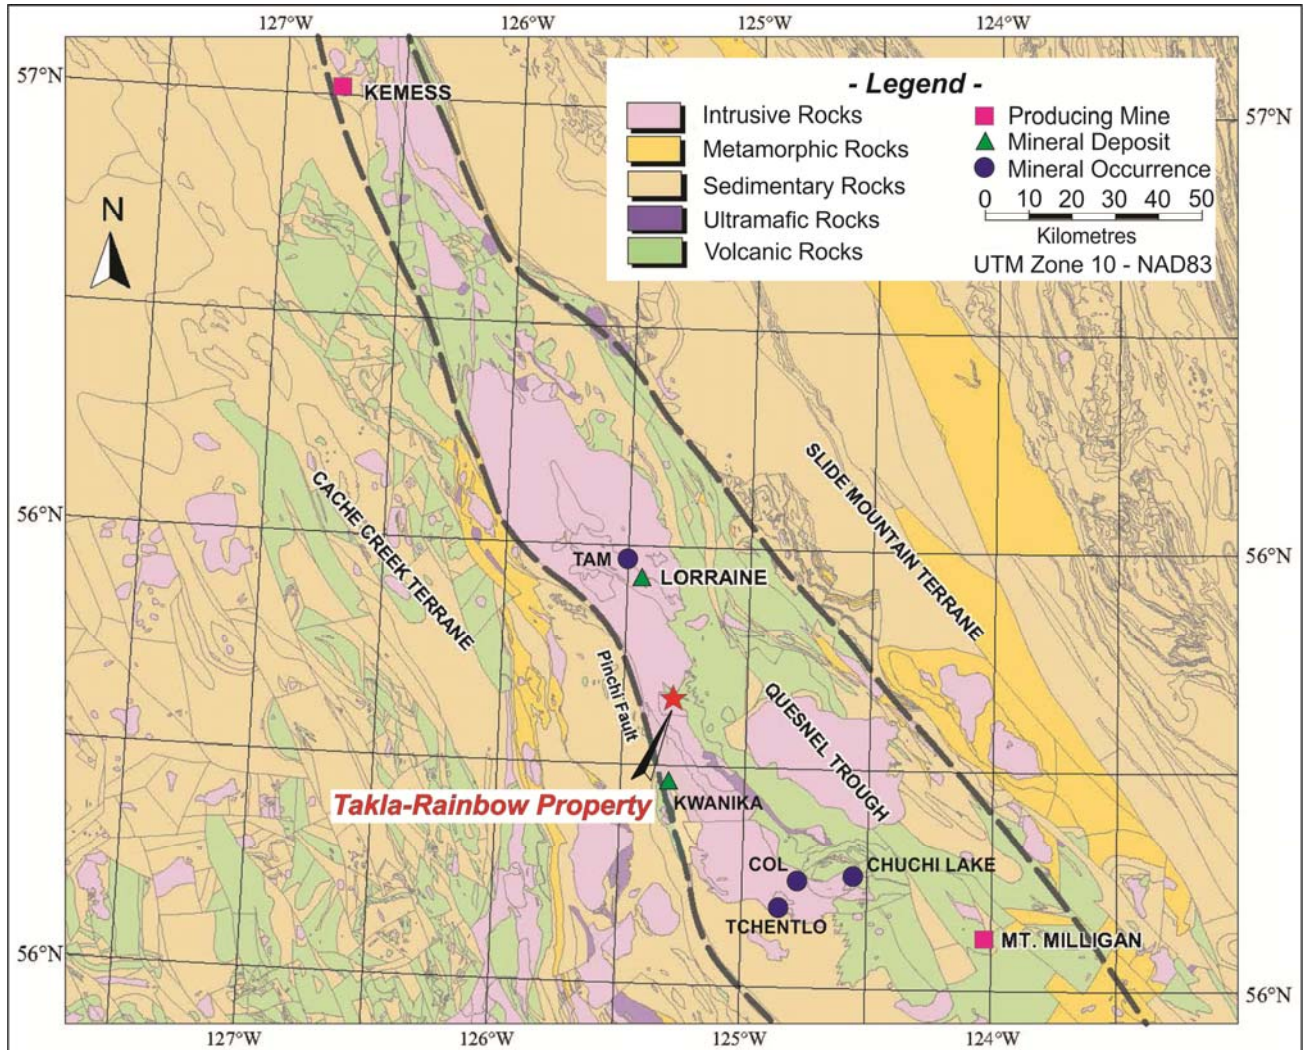 127°W 126°W 125°W 124°W
57°N
57°N
KEMESS
- Legend -
Intrusive Rocks
Metamorphic Rocks
Sedimentary Rocks
Ultramafic Rocks
Volcanic Rocks
Producing Mine
Mineral Deposit
Mineral Occurrence
0 10 20 30 40 50
Kilometres
UTM Zone 10 - NAD83
N
SLIDE MOUNTAIN TERRANE
CACHE CREEK TERRANE
56°N
56°N
TAM
LORRAINE
Pinchi Fault
QUESNEL TROUGH
Takla-Rainbow Property
KWANIKA
COL
CHUCHI LAKE
TCHENTLO
MT. MILLIGAN
56°N
56°N
127°W 126°W 125°W 124°W